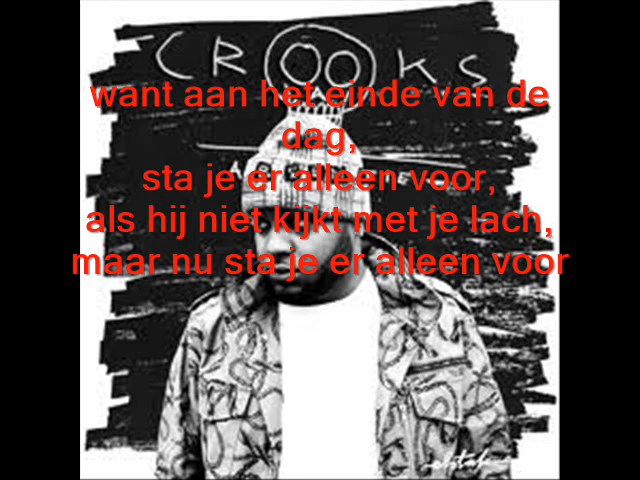 CROOKS
want aan het einde van de
dag,
sta je er alleen voor,
als hij niet kijkt met je lach,
maar nu sta je er alleen voor